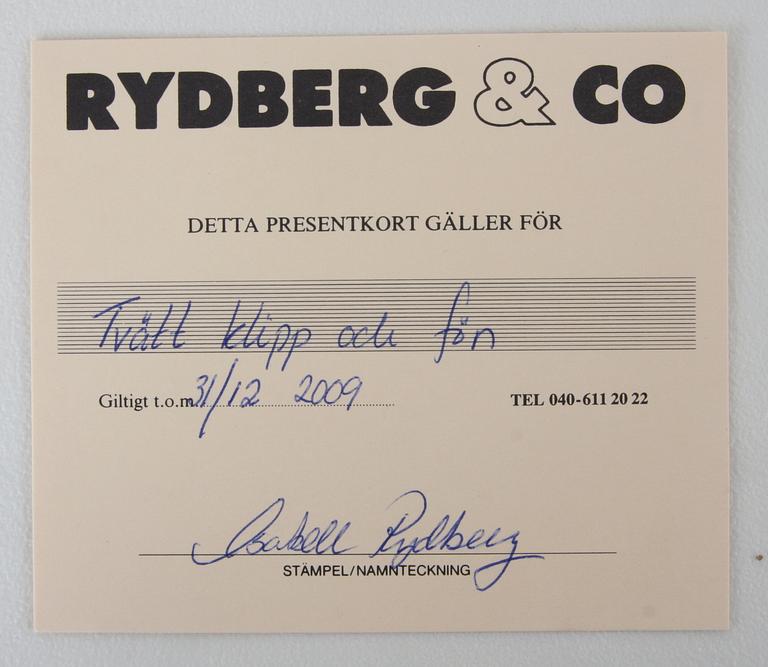 RYDBERG & CO
DETTA PRESENTKORT GÄLLER FÖR
Tvätt klipp och fön
Giltigt t.o.m. 31/12 2009 TEL 040-611 20 22
Isabell Rydberg
STÄMPEL/NAMNTECKNING